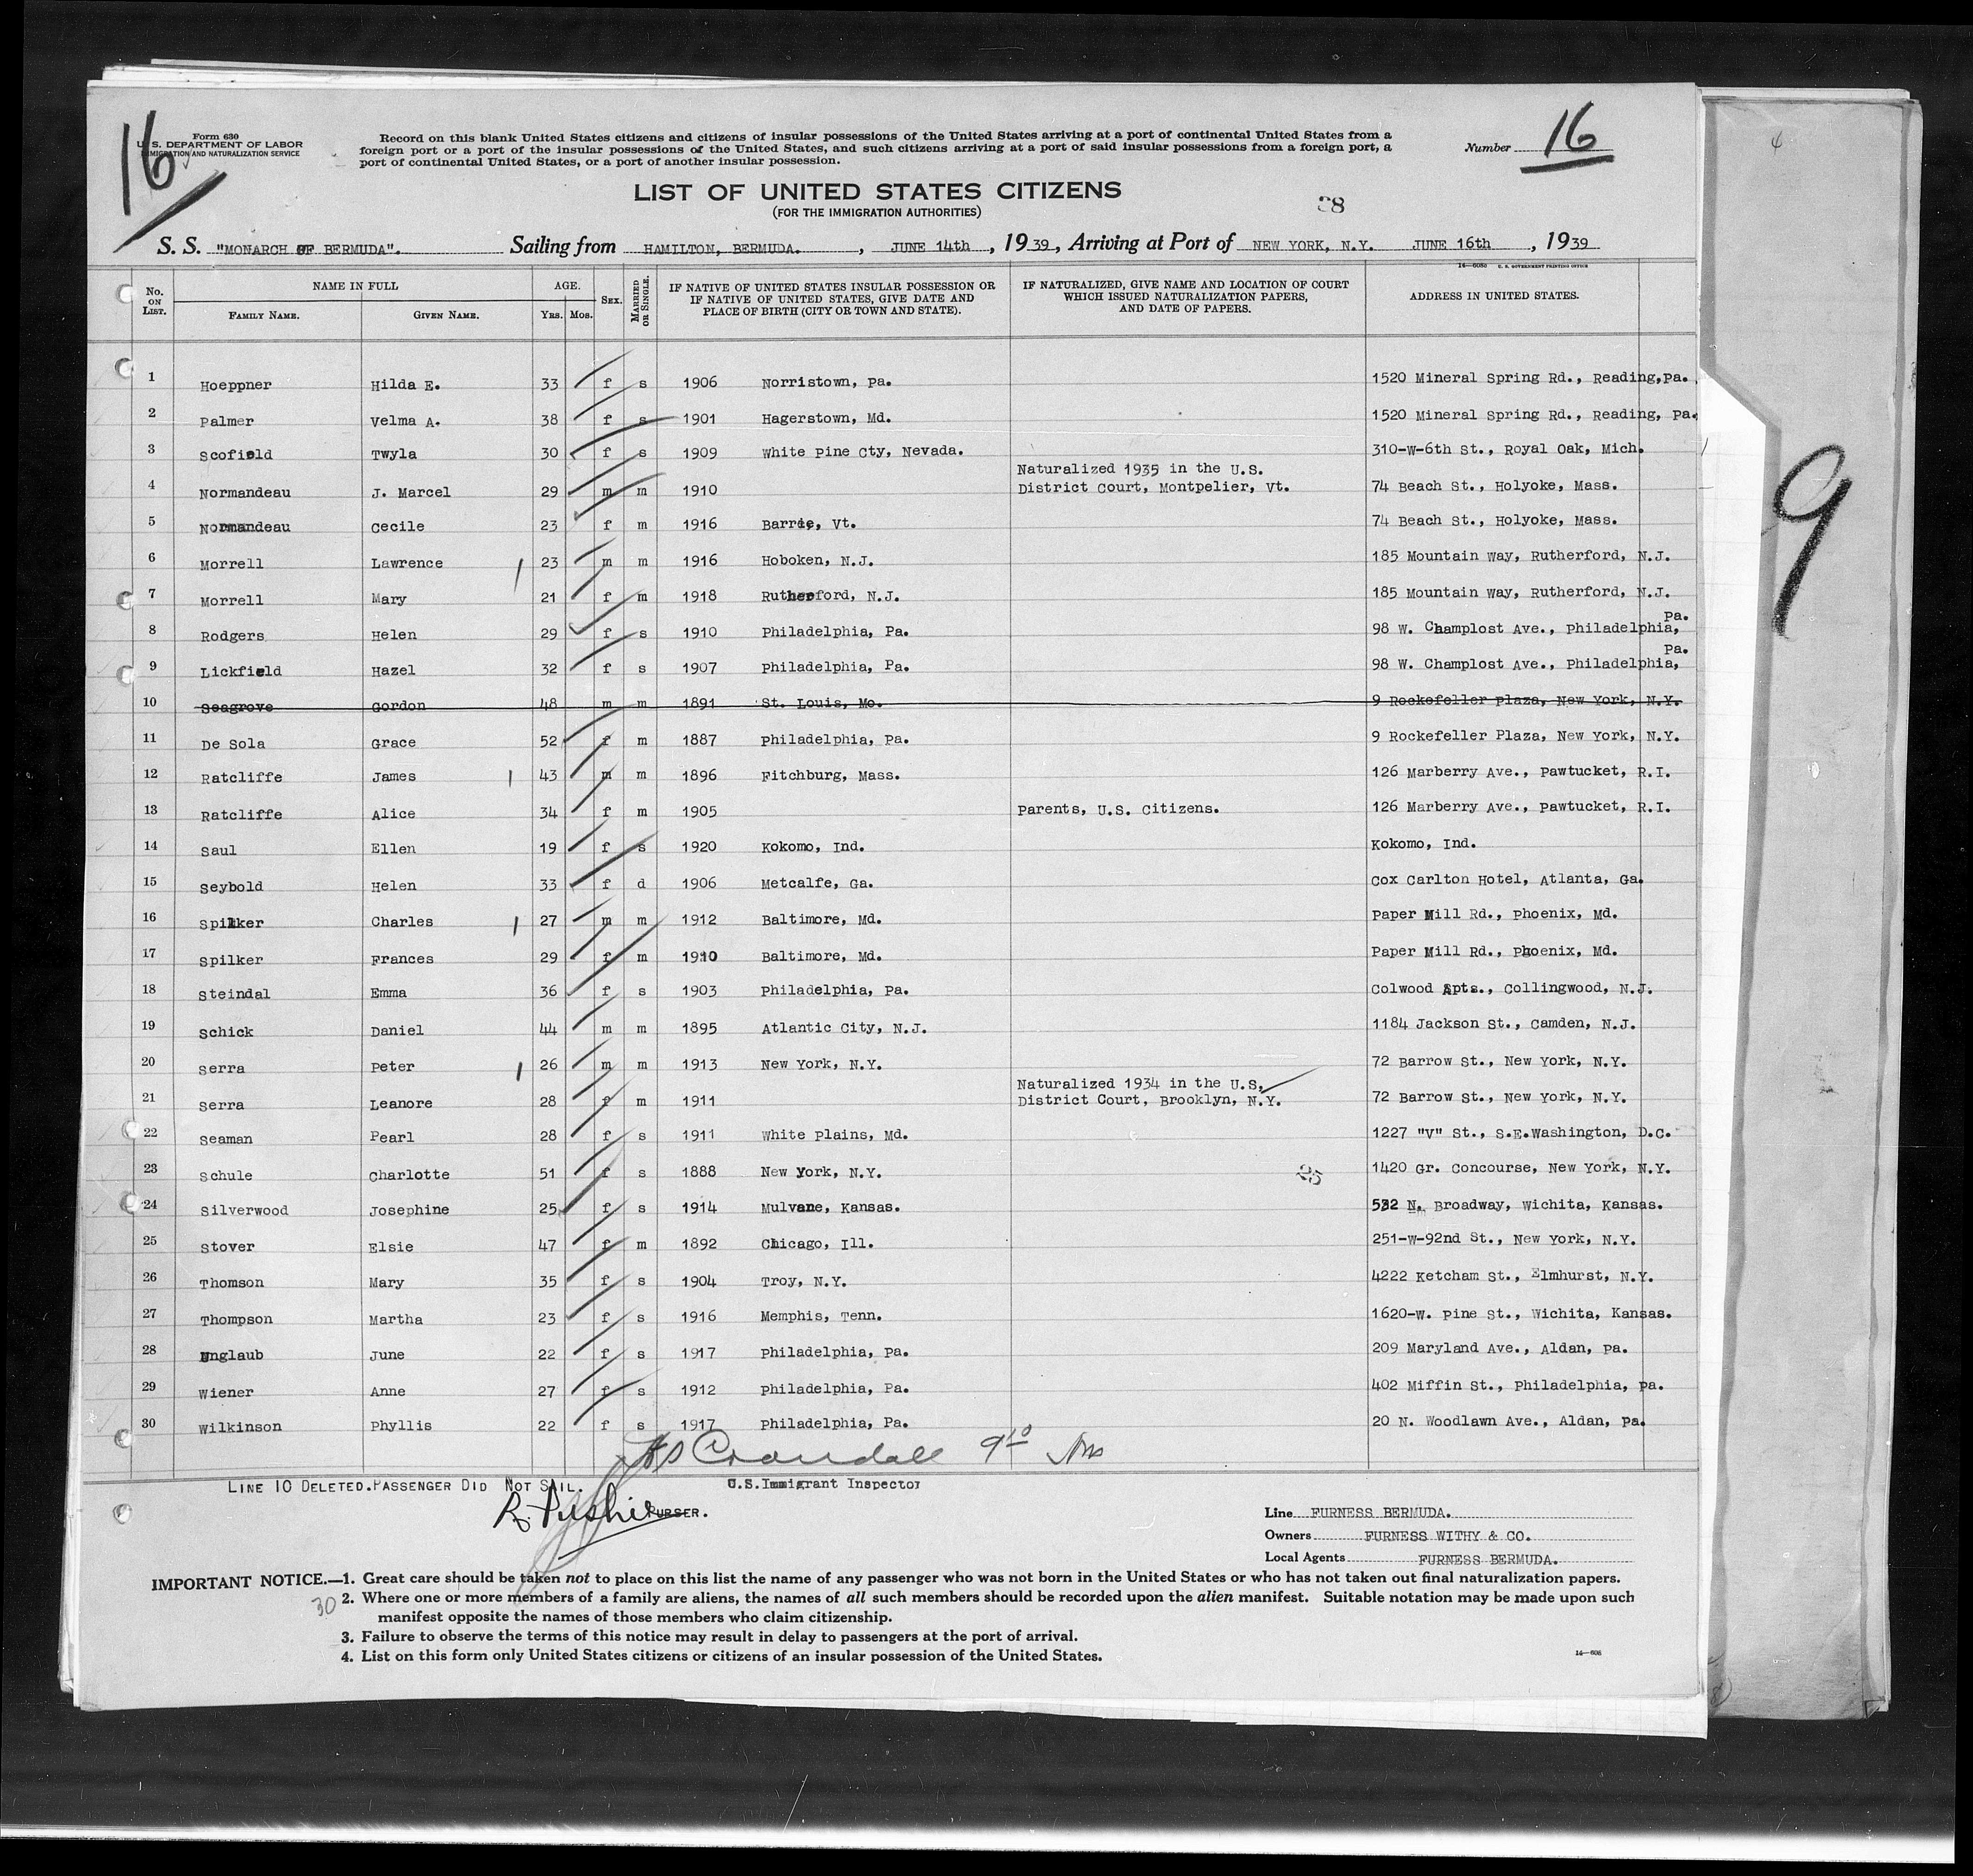 16
Form 630
U. S. DEPARTMENT OF LABOR
IMMIGRATION AND NATURALIZATION SERVICE
Record on this blank United States citizens and citizens of insular possessions of the United States arriving at a port of continental United States from a
foreign port or a port of the insular possessions of the United States, and such citizens arriving at a port of said insular possessions from a foreign port, a
port of continental United States, or a port of another insular possession.
Number 16
LIST OF UNITED STATES CITIZENS
(FOR THE IMMIGRATION AUTHORITIES)
38
S. S. "MONARCH OF BERMUDA". Sailing from HAMILTON, BERMUDA. , JUNE 14th , 1939 , Arriving at Port of NEW YORK, N.Y. JUNE 16th , 1939
U. S. GOVERNMENT PRINTING OFFICE
No. ON LIST. NAME IN FULL FAMILY NAME. GIVEN NAME. AGE. YRS. MOS. SEX. MARRIED OR SINGLE. IF NATIVE OF UNITED STATES INSULAR POSSESSION OR IF NATIVE OF UNITED STATES, GIVE DATE AND PLACE OF BIRTH (CITY OR TOWN AND STATE). IF NATURALIZED, GIVE NAME AND LOCATION OF COURT WHICH ISSUED NATURALIZATION PAPERS, AND DATE OF PAPERS. ADDRESS IN UNITED STATES.
1 Hoeppner Hilda E. 33 f s 1906 Norristown, Pa. 1520 Mineral Spring Rd., Reading,Pa.
2 Palmer Velma A. 38 f s 1901 Hagerstown, Md. 1520 Mineral Spring Rd., Reading, Pa.
3 Scofield Twyla 30 f s 1909 White Pine Cty, Nevada. 310-W-6th St., Royal Oak, Mich.
4 Normandeau J. Marcel 29 m m 1910 Naturalized 1935 in the U.S. District Court, Montpelier, Vt. 74 Beach St., Holyoke, Mass.
5 Normandeau Cecile 23 f m 1916 Barrie, Vt. 74 Beach St., Holyoke, Mass.
6 Morrell Lawrence 23 m m 1916 Hoboken, N.J. 185 Mountain Way, Rutherford, N.J.
7 Morrell Mary 21 f m 1918 Rutherford, N.J. 185 Mountain Way, Rutherford, N.J.
8 Rodgers Helen 29 f s 1910 Philadelphia, Pa. 98 W. Champlost Ave., Philadelphia, Pa.
9 Lickfield Hazel 32 f s 1907 Philadelphia, Pa. 98 W. Champlost Ave., Philadelphia, Pa.
10 Seagrove Gordon 48 m m 1891 St. Louis, Mo. 9 Rockefeller Plaza, New York, N.Y.
11 De Sola Grace 52 f m 1887 Philadelphia, Pa. 9 Rockefeller Plaza, New York, N.Y.
12 Ratcliffe James 43 m m 1896 Fitchburg, Mass. 126 Marberry Ave., Pawtucket, R.I.
13 Ratcliffe Alice 34 f m 1905 Parents, U.S. Citizens. 126 Marberry Ave., Pawtucket, R.I.
14 Saul Ellen 19 f s 1920 Kokomo, Ind. Kokomo, Ind.
15 Seybold Helen 33 f d 1906 Metcalfe, Ga. Cox Carlton Hotel, Atlanta, Ga.
16 Spilker Charles 27 m m 1912 Baltimore, Md. Paper Mill Rd., Phoenix, Md.
17 Spilker Frances 29 f m 1910 Baltimore, Md. Paper Mill Rd., Phoenix, Md.
18 Steindal Emma 36 f s 1903 Philadelphia, Pa. Colwood Apts., Collingwood, N.J.
19 Schick Daniel 44 m m 1895 Atlantic City, N.J. 1184 Jackson St., Camden, N.J.
20 Serra Peter 26 m m 1913 New York, N.Y. 72 Barrow St., New York, N.Y.
21 Serra Leanore 28 f m 1911 Naturalized 1934 in the U.S. District Court, Brooklyn, N.Y. 72 Barrow St., New York, N.Y.
22 Seaman Pearl 28 f s 1911 White Plains, Md. 1227 "V" St., S.E.Washington, D.C.
23 Schule Charlotte 51 f s 1888 New York, N.Y. 25 1420 Gr. Concourse, New York, N.Y.
24 Silverwood Josephine 25 f s 1914 Mulvane, Kansas. 532 N. Broadway, Wichita, Kansas.
25 Stover Elsie 47 f m 1892 Chicago, Ill. 251-W-92nd St., New York, N.Y.
26 Thomson Mary 35 f s 1904 Troy, N.Y. 4222 Ketcham St., Elmhurst, N.Y.
27 Thompson Martha 23 f s 1916 Memphis, Tenn. 1620-W. Pine St., Wichita, Kansas.
28 Unglaub June 22 f s 1917 Philadelphia, Pa. 209 Maryland Ave., Aldan, Pa.
29 Wiener Anne 27 f s 1912 Philadelphia, Pa. 402 Miffin St., Philadelphia, Pa.
30 Wilkinson Phyllis 22 f s 1917 Philadelphia, Pa. 20 N. Woodlawn Ave., Aldan, Pa.
Crandall 9 10
LINE 10 DELETED.PASSENGER DID NOT SAIL. U.S.Immigrant Inspector
PURSER.
Line FURNESS BERMUDA.
Owners FURNESS WITHY & CO.
Local Agents FURNESS BERMUDA.
IMPORTANT NOTICE.—1. Great care should be taken not to place on this list the name of any passenger who was not born in the United States or who has not taken out final naturalization papers.
30 2. Where one or more members of a family are aliens, the names of all such members should be recorded upon the alien manifest. Suitable notation may be made upon such
manifest opposite the names of those members who claim citizenship.
3. Failure to observe the terms of this notice may result in delay to passengers at the port of arrival.
4. List on this form only United States citizens or citizens of an insular possession of the United States.
9